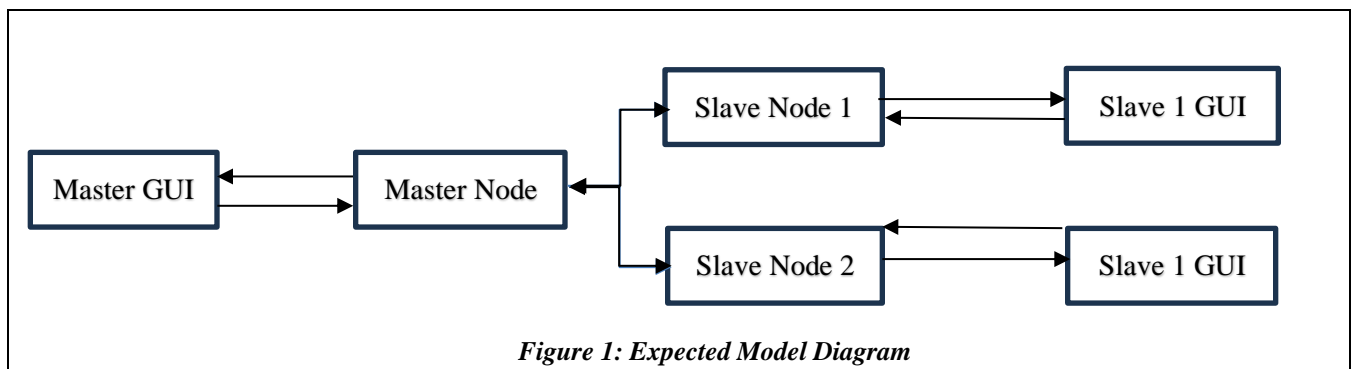 Slave Node 1
Slave 1 GUI
Master GUI
Master Node
Slave Node 2
Slave 1 GUI
Figure 1: Expected Model Diagram